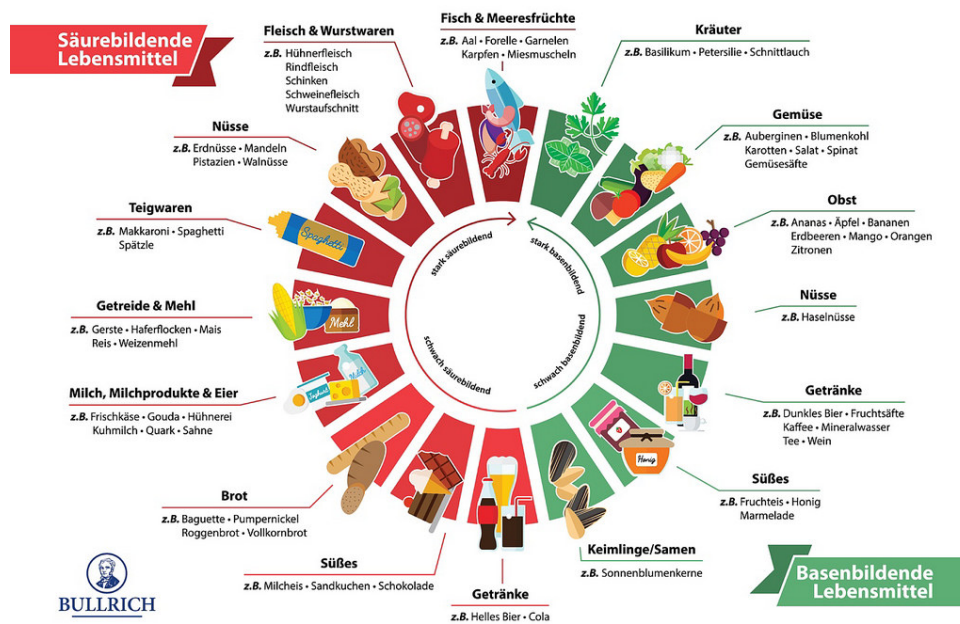 Säurebildende
Lebensmittel
Fleisch & Wurstwaren
z.B. Hühnerfleisch
Rindfleisch
Schinken
Schweinefleisch
Wurstaufschnitt
Fisch & Meeresfrüchte
z.B. Aal • Forelle • Garnelen
Karpfen • Miesmuscheln
Kräuter
z.B. Basilikum • Petersilie • Schnittlauch
Gemüse
z.B. Auberginen • Blumenkohl
Karotten • Salat • Spinat
Gemüsesäfte
Obst
z.B. Ananas • Äpfel • Bananen
Erdbeeren • Mango • Orangen
Zitronen
Nüsse
z.B. Haselnüsse
Getränke
z.B. Dunkles Bier • Fruchtsäfte
Kaffee • Mineralwasser
Tee • Wein
Süßes
z.B. Fruchteis • Honig
Marmelade
Keimlinge/Samen
z.B. Sonnenblumenkerne
Getränke
z.B. Helles Bier • Cola
Süßes
z.B. Milcheis • Sandkuchen • Schokolade
Brot
z.B. Baguette • Pumpernickel
Roggenbrot • Vollkornbrot
Milch, Milchprodukte & Eier
z.B. Frischkäse • Gouda • Hühnerei
Kuhmilch • Quark • Sahne
Getreide & Mehl
z.B. Gerste • Haferflocken • Mais
Reis • Weizenmehl
Teigwaren
z.B. Makkaroni • Spaghetti
Spätzle
Nüsse
z.B. Erdnüsse • Mandeln
Pistazien • Walnüsse
stark säurebildend
schwach säurebildend
stark basenbildend
schwach basenbildend
Spaghetti
Mehl
Milch
Joghurt
Honig
BULLRICH
Basenbildende
Lebensmittel